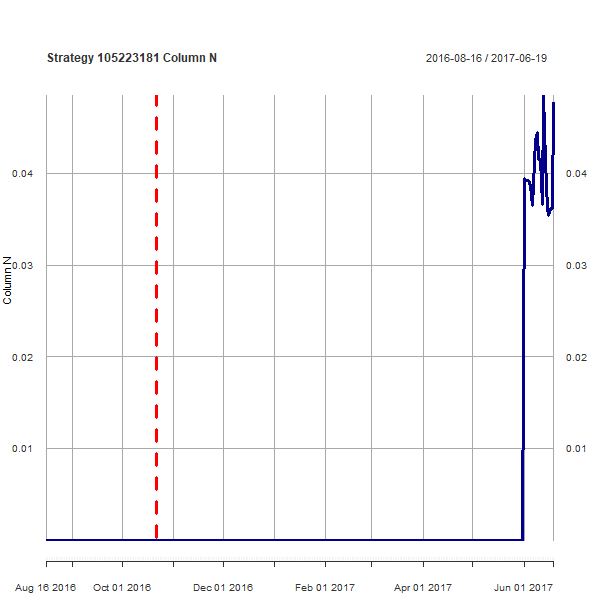 Strategy 105223181 Column N
2016-08-16 / 2017-06-19
0.04
0.04
0.03
0.03
Column N
0.02
0.02
0.01
0.01
Aug 16 2016
Oct 01 2016
Dec 01 2016
Feb 01 2017
Apr 01 2017
Jun 01 2017